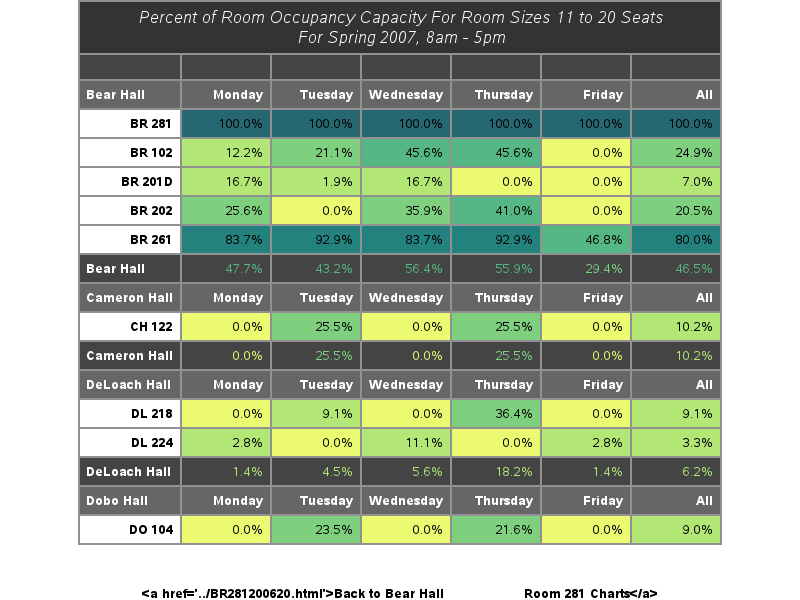 Percent of Room Occupancy Capacity For Room Sizes 11 to 20 Seats
For Spring 2007, 8am - 5pm
Bear Hall Monday Tuesday Wednesday Thursday Friday All
BR 281 100.0% 100.0% 100.0% 100.0% 100.0% 100.0%
BR 102 12.2% 21.1% 45.6% 45.6% 0.0% 24.9%
BR 201D 16.7% 1.9% 16.7% 0.0% 0.0% 7.0%
BR 202 25.6% 0.0% 35.9% 41.0% 0.0% 20.5%
BR 261 83.7% 92.9% 83.7% 92.9% 46.8% 80.0%
Bear Hall 47.7% 43.2% 56.4% 55.9% 29.4% 46.5%
Cameron Hall Monday Tuesday Wednesday Thursday Friday All
CH 122 0.0% 25.5% 0.0% 25.5% 0.0% 10.2%
Cameron Hall 0.0% 25.5% 0.0% 25.5% 0.0% 10.2%
DeLoach Hall Monday Tuesday Wednesday Thursday Friday All
DL 218 0.0% 9.1% 0.0% 36.4% 0.0% 9.1%
DL 224 2.8% 0.0% 11.1% 0.0% 2.8% 3.3%
DeLoach Hall 1.4% 4.5% 5.6% 18.2% 1.4% 6.2%
Dobo Hall Monday Tuesday Wednesday Thursday Friday All
DO 104 0.0% 23.5% 0.0% 21.6% 0.0% 9.0%
<a href='../BR281200620.html'>Back to Bear Hall Room 281 Charts</a>